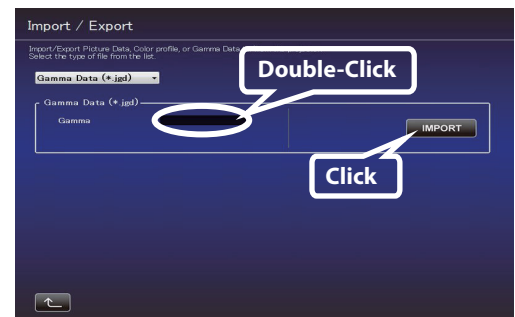 Import / Export
Import/Export Picture Data, Color profile, or Gamma Data
Select the type of file from the list.
Double-Click
Gamma Data (*.jgd)
Gamma Data (*.jgd)
Gamma
IMPORT
Click